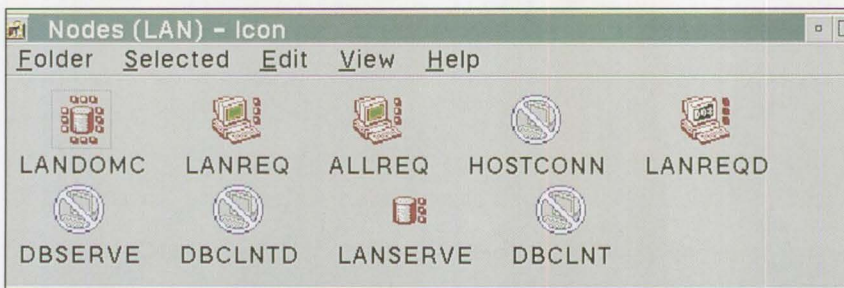 Nodes (LAN) - Icon
Folder Selected Edit View Help
LANDOMC LANREQ ALLREQ HOSTCONN LANREQD
DBSERVE DBCLNTD LANSERVE DBCLNT